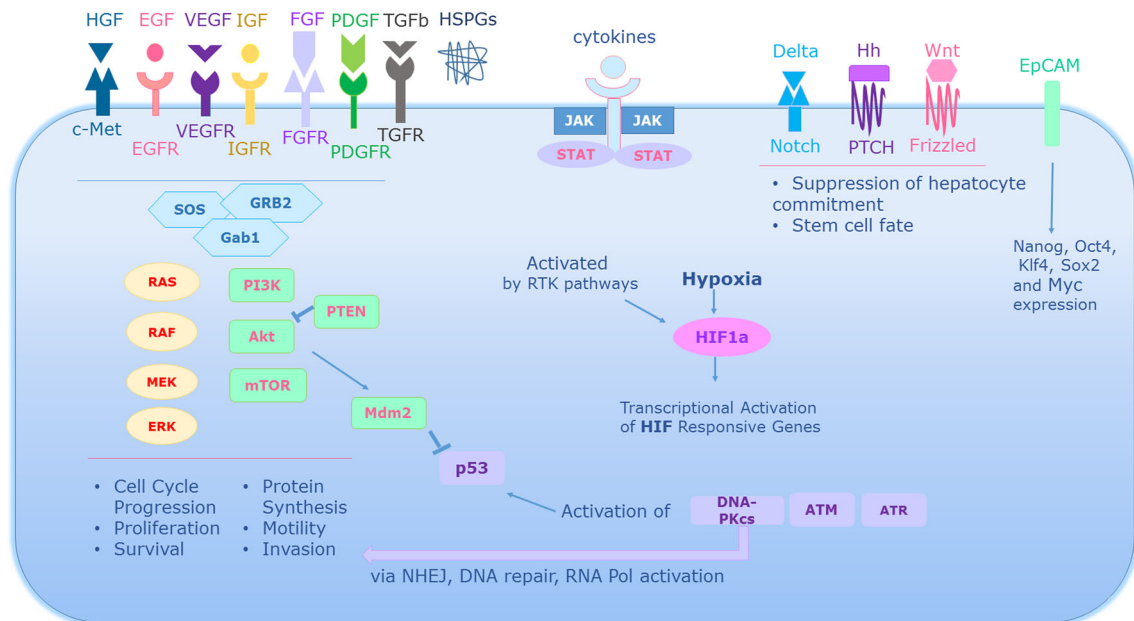 HGF EGF VEGF IGF FGF PDGF TGFb HSPGs
c-Met EGFR VEGFR IGFR FGFR PDGFR TGFR
cytokines
JAK JAK
STAT STAT
Delta Hh Wnt
Notch PTCH Frizzled
EpCAM
• Suppression of hepatocyte
commitment
• Stem cell fate
Nanog, Oct4,
Klf4, Sox2
and Myc
expression
SOS GRB2
Gab1
RAS
RAF
MEK
ERK
PI3K
Akt
mTOR
PTEN
Mdm2
p53
Activated
by RTK pathways
Hypoxia
HIF1a
Transcriptional Activation
of HIF Responsive Genes
• Cell Cycle
Progression
• Proliferation
• Survival
• Protein
Synthesis
• Motility
• Invasion
Activation of
DNA-
PKcs
ATM
ATR
via NHEJ, DNA repair, RNA Pol activation